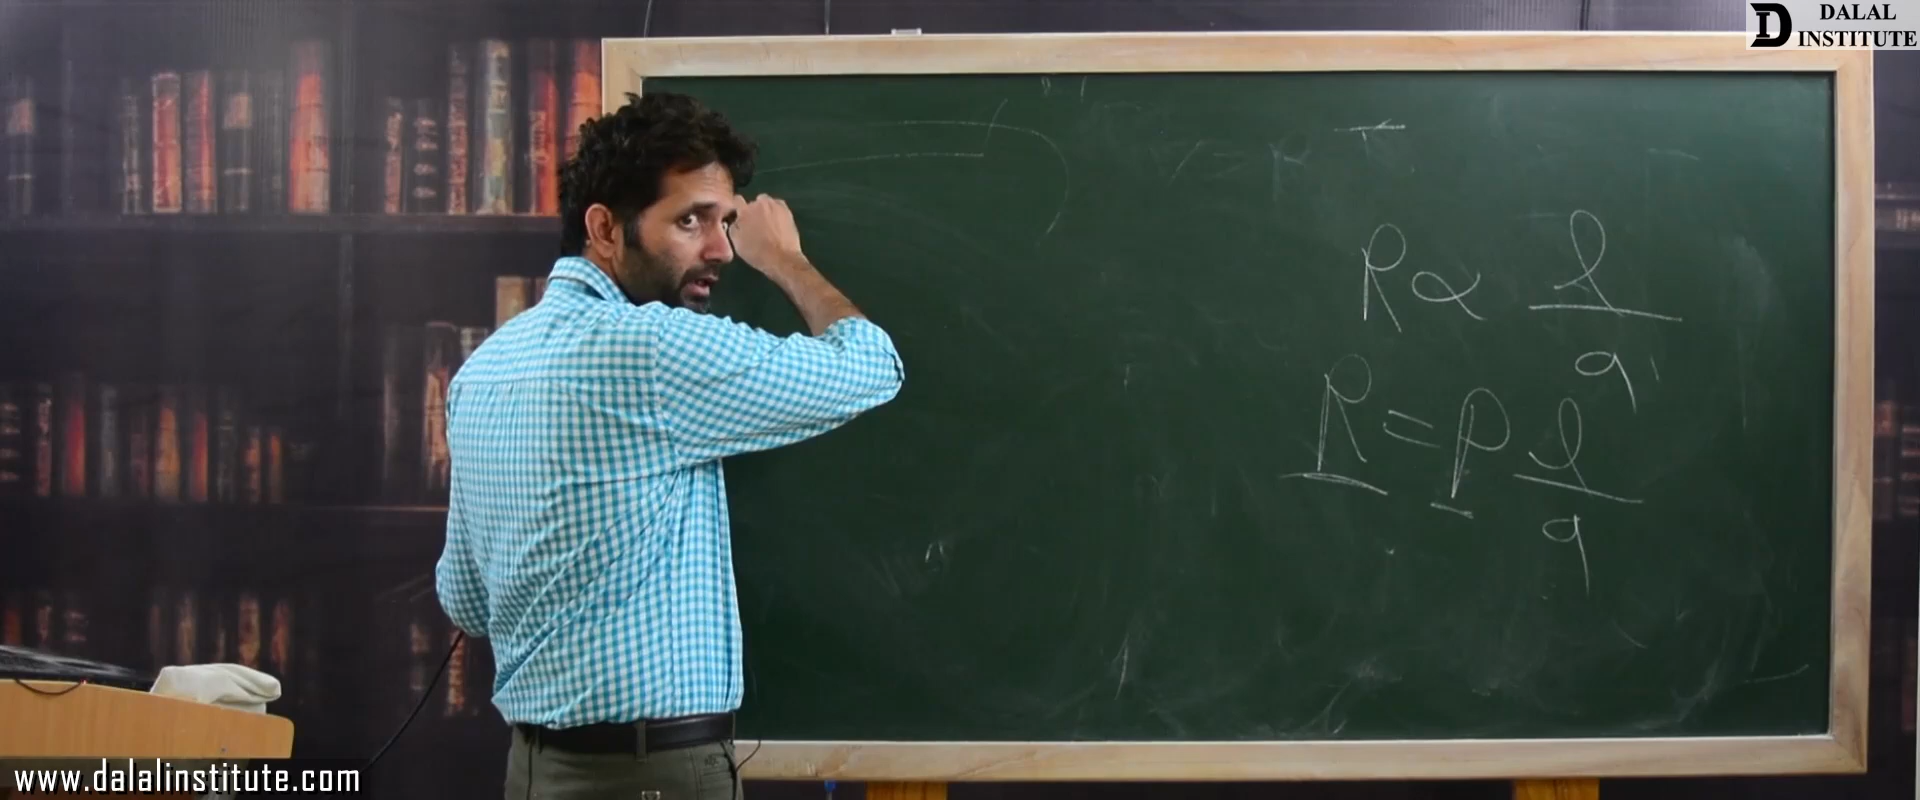 DALAL
INSTITUTE
R ∝ l/a
R = ρ l/a
www.dalalinstitute.com